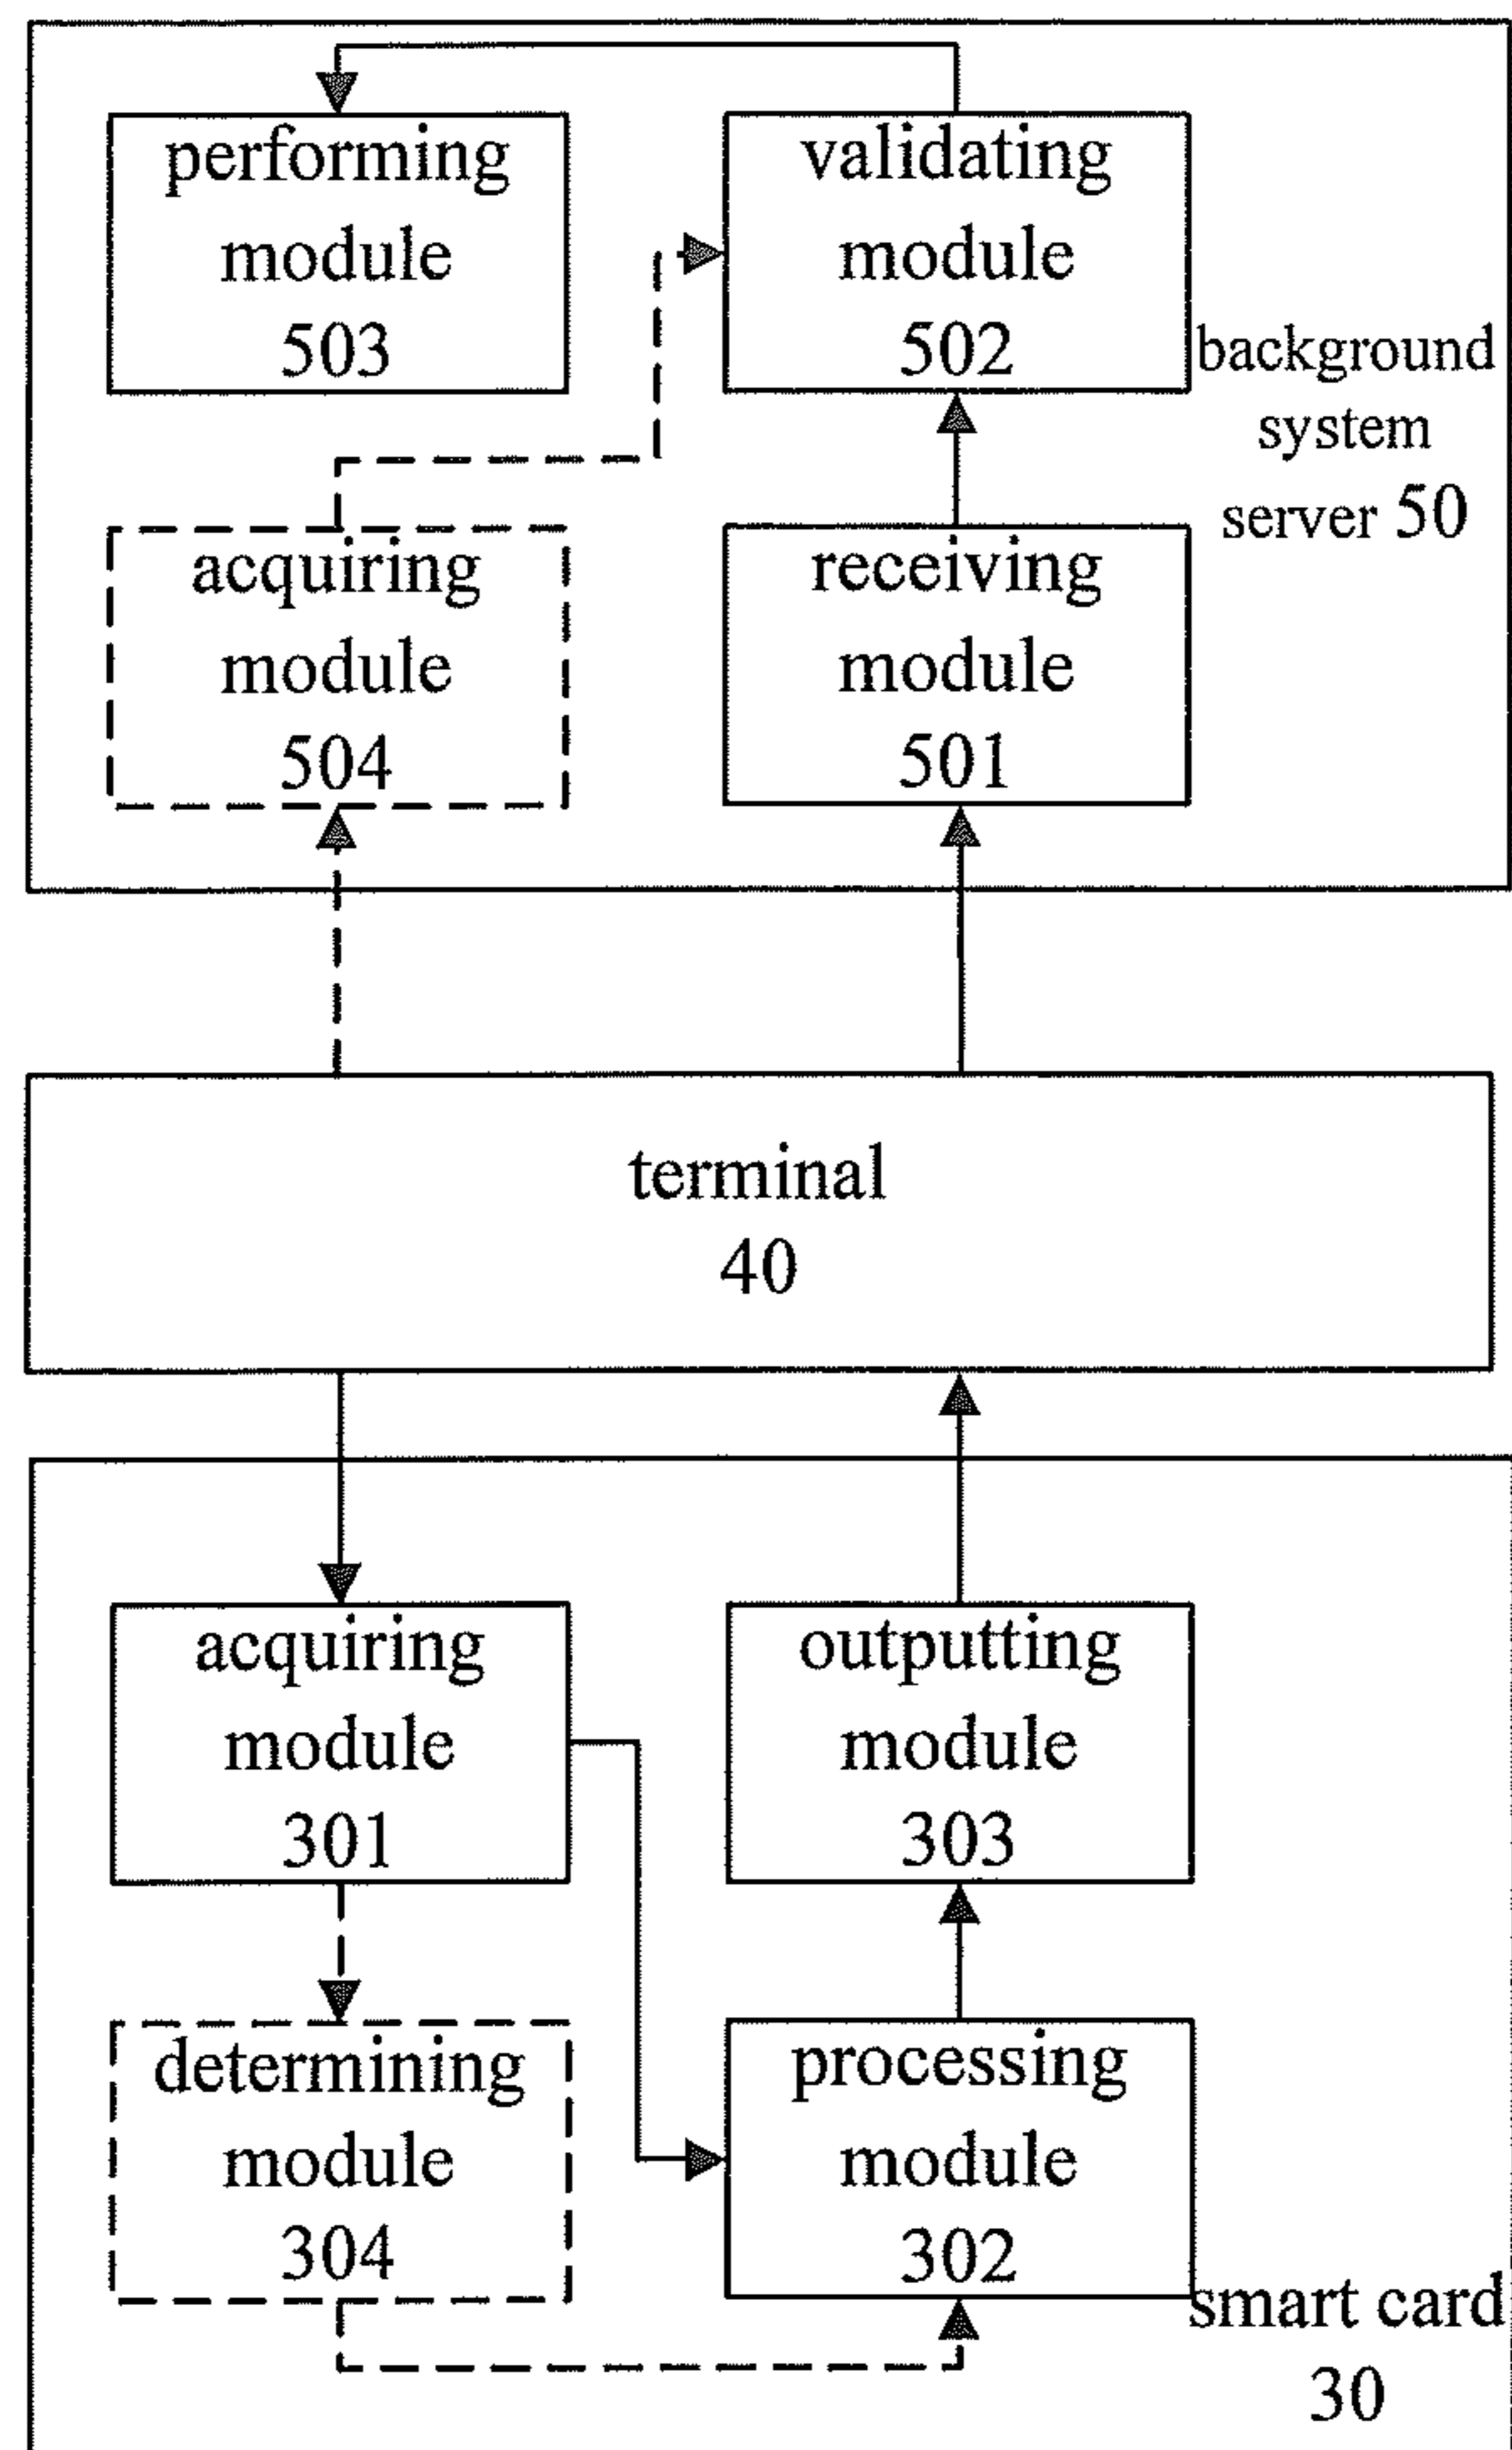 performing
module
503
validating
module
502
background
system
server 50
acquiring
module
504
receiving
module
501
terminal
40
acquiring
module
301
outputting
module
303
determining
module
304
processing
module
302
smart card
30